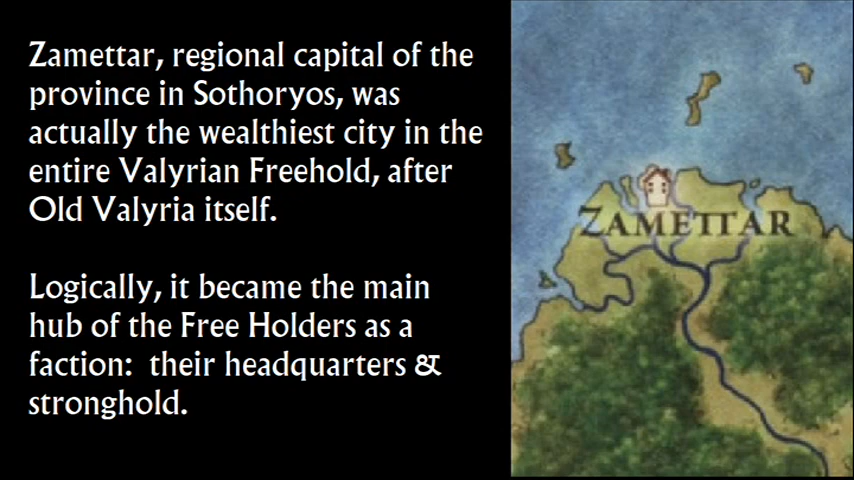 Zamettar, regional capital of the
province in Sothoryos, was
actually the wealthiest city in the
entire Valyrian Freehold, after
Old Valyria itself.
Logically, it became the main
hub of the Free Holders as a
faction:  their headquarters &
stronghold.
ZAMETTAR